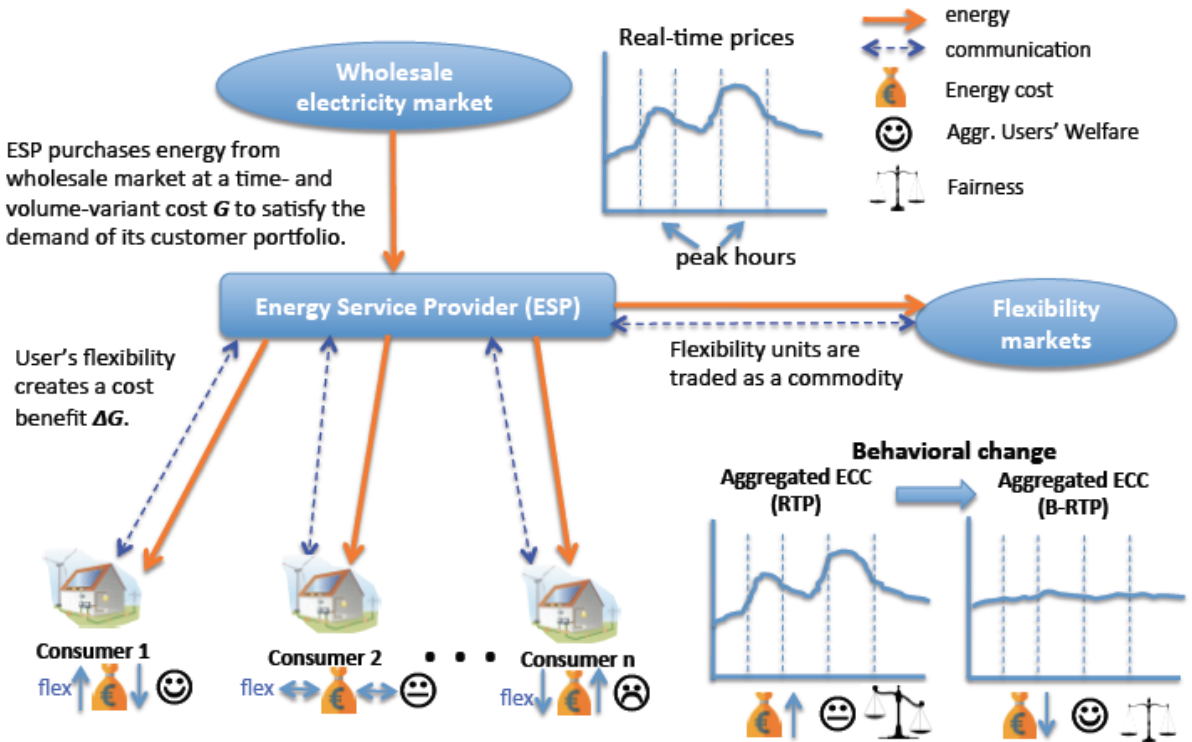 Wholesale
electricity market
Real-time prices
peak hours
energy
communication
€
Energy cost
Aggr. Users' Welfare
Fairness
ESP purchases energy from
wholesale market at a time- and
volume-variant cost G to satisfy the
demand of its customer portfolio.
Energy Service Provider (ESP)
Flexibility
markets
Flexibility units are
traded as a commodity
User's flexibility
creates a cost
benefit ΔG.
Consumer 1
flex
€
Consumer 2
flex
€
• • •
Consumer n
flex
€
Behavioral change
Aggregated ECC
(RTP)
Aggregated ECC
(B-RTP)
€
€